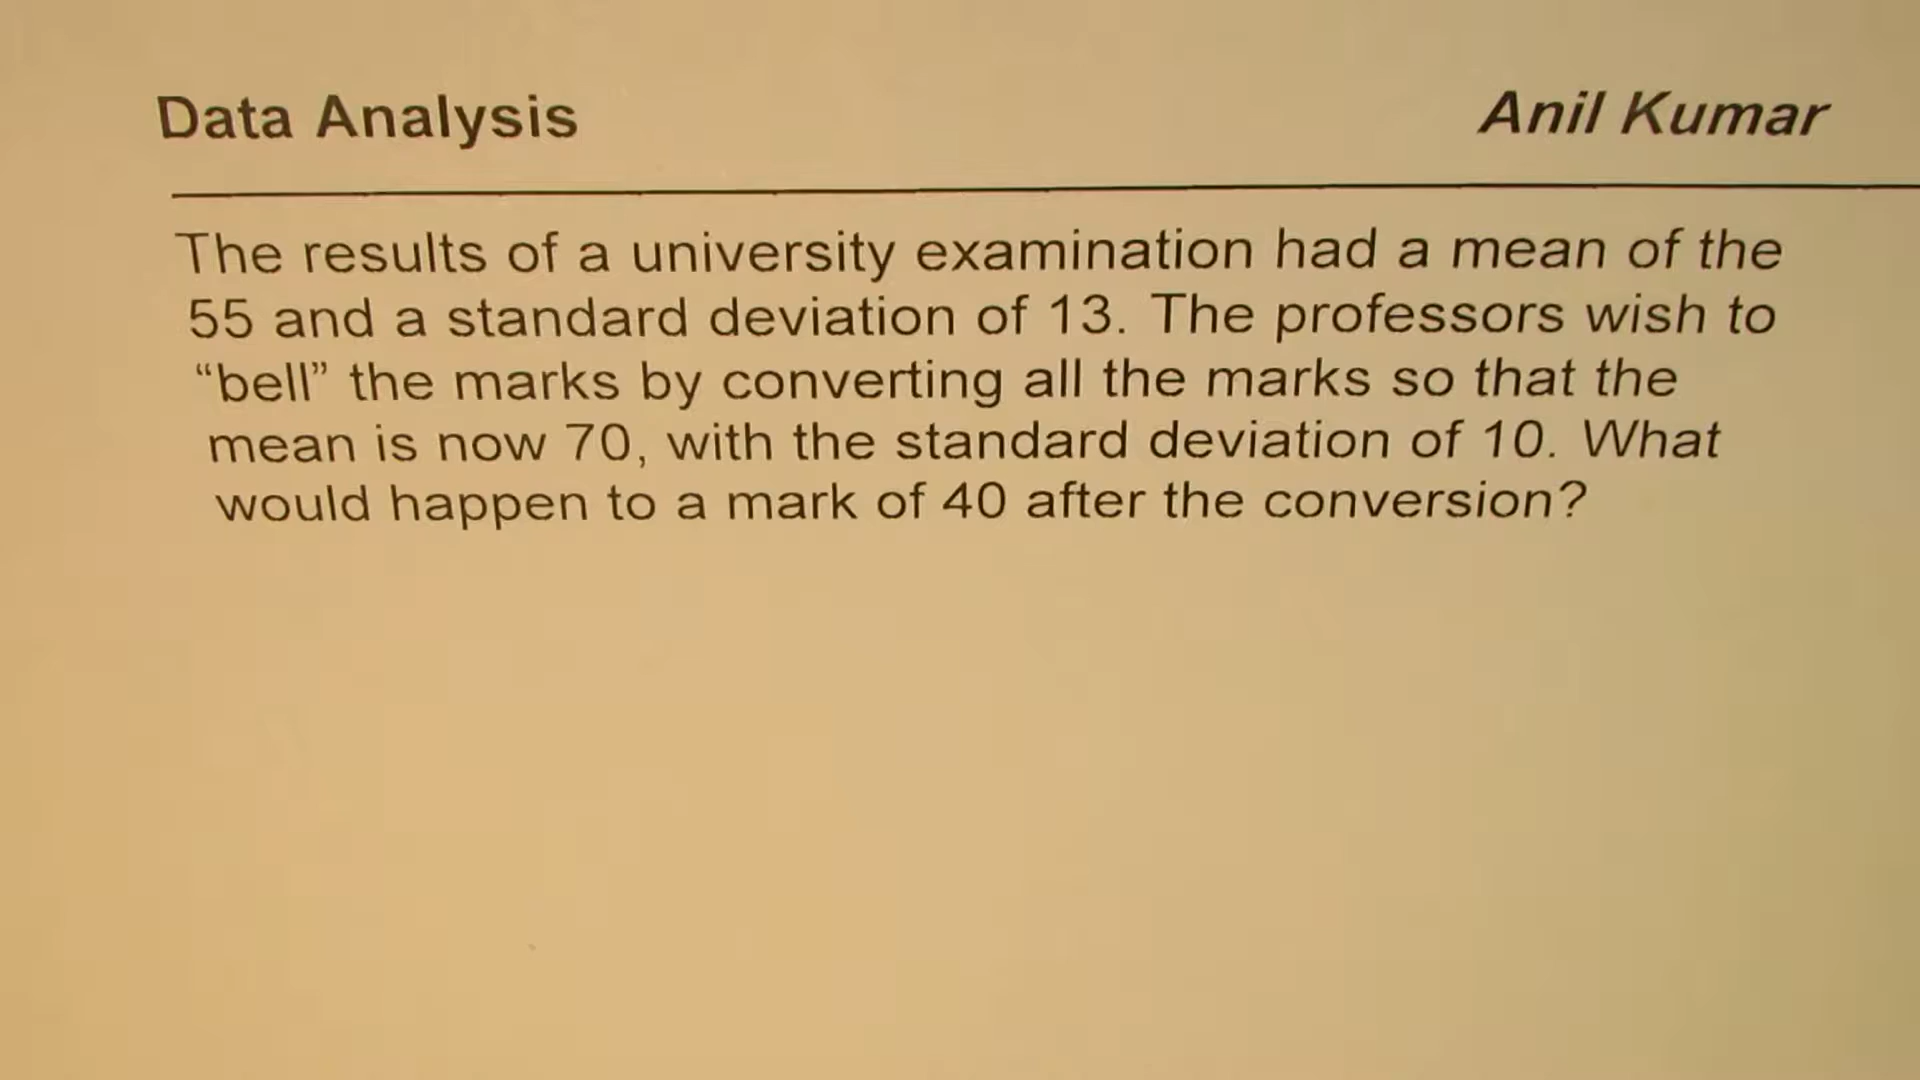 Data Analysis Anil Kumar
The results of a university examination had a mean of the
55 and a standard deviation of 13. The professors wish to
“bell” the marks by converting all the marks so that the
mean is now 70, with the standard deviation of 10. What
would happen to a mark of 40 after the conversion?